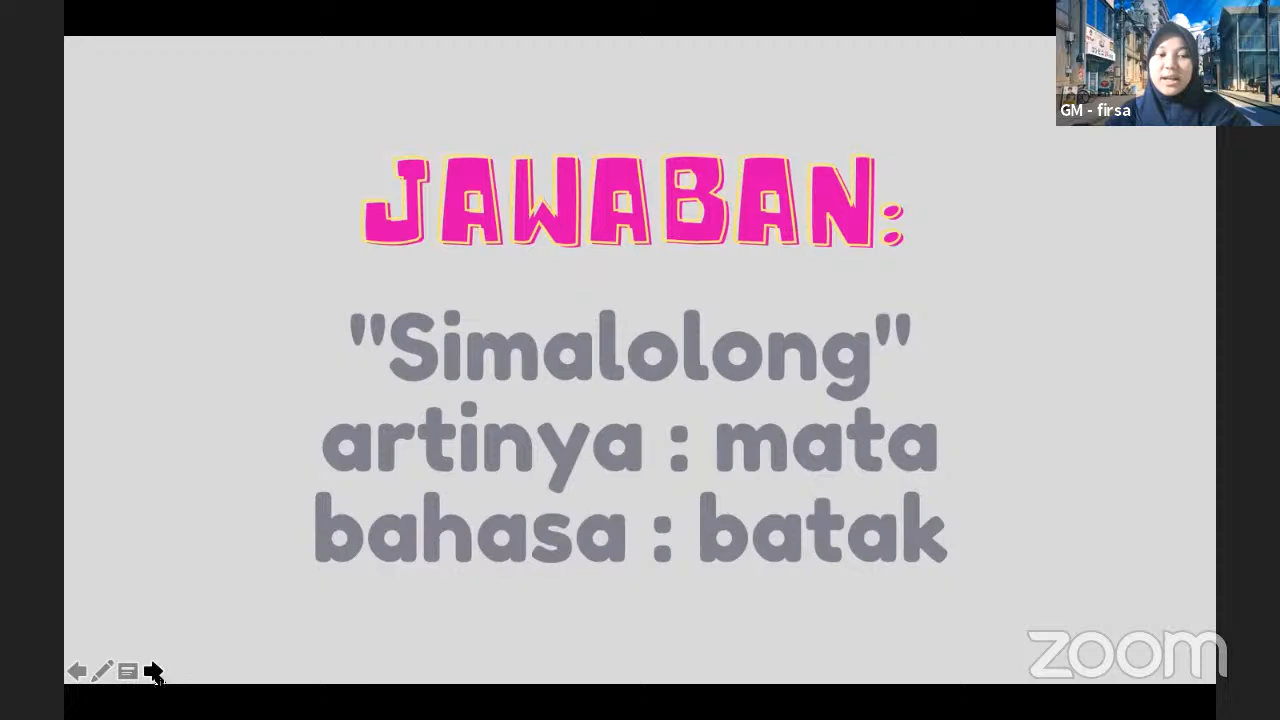 GM - firsa
JAWABAN:
"Simalolong"
artinya : mata
bahasa : batak
zoom